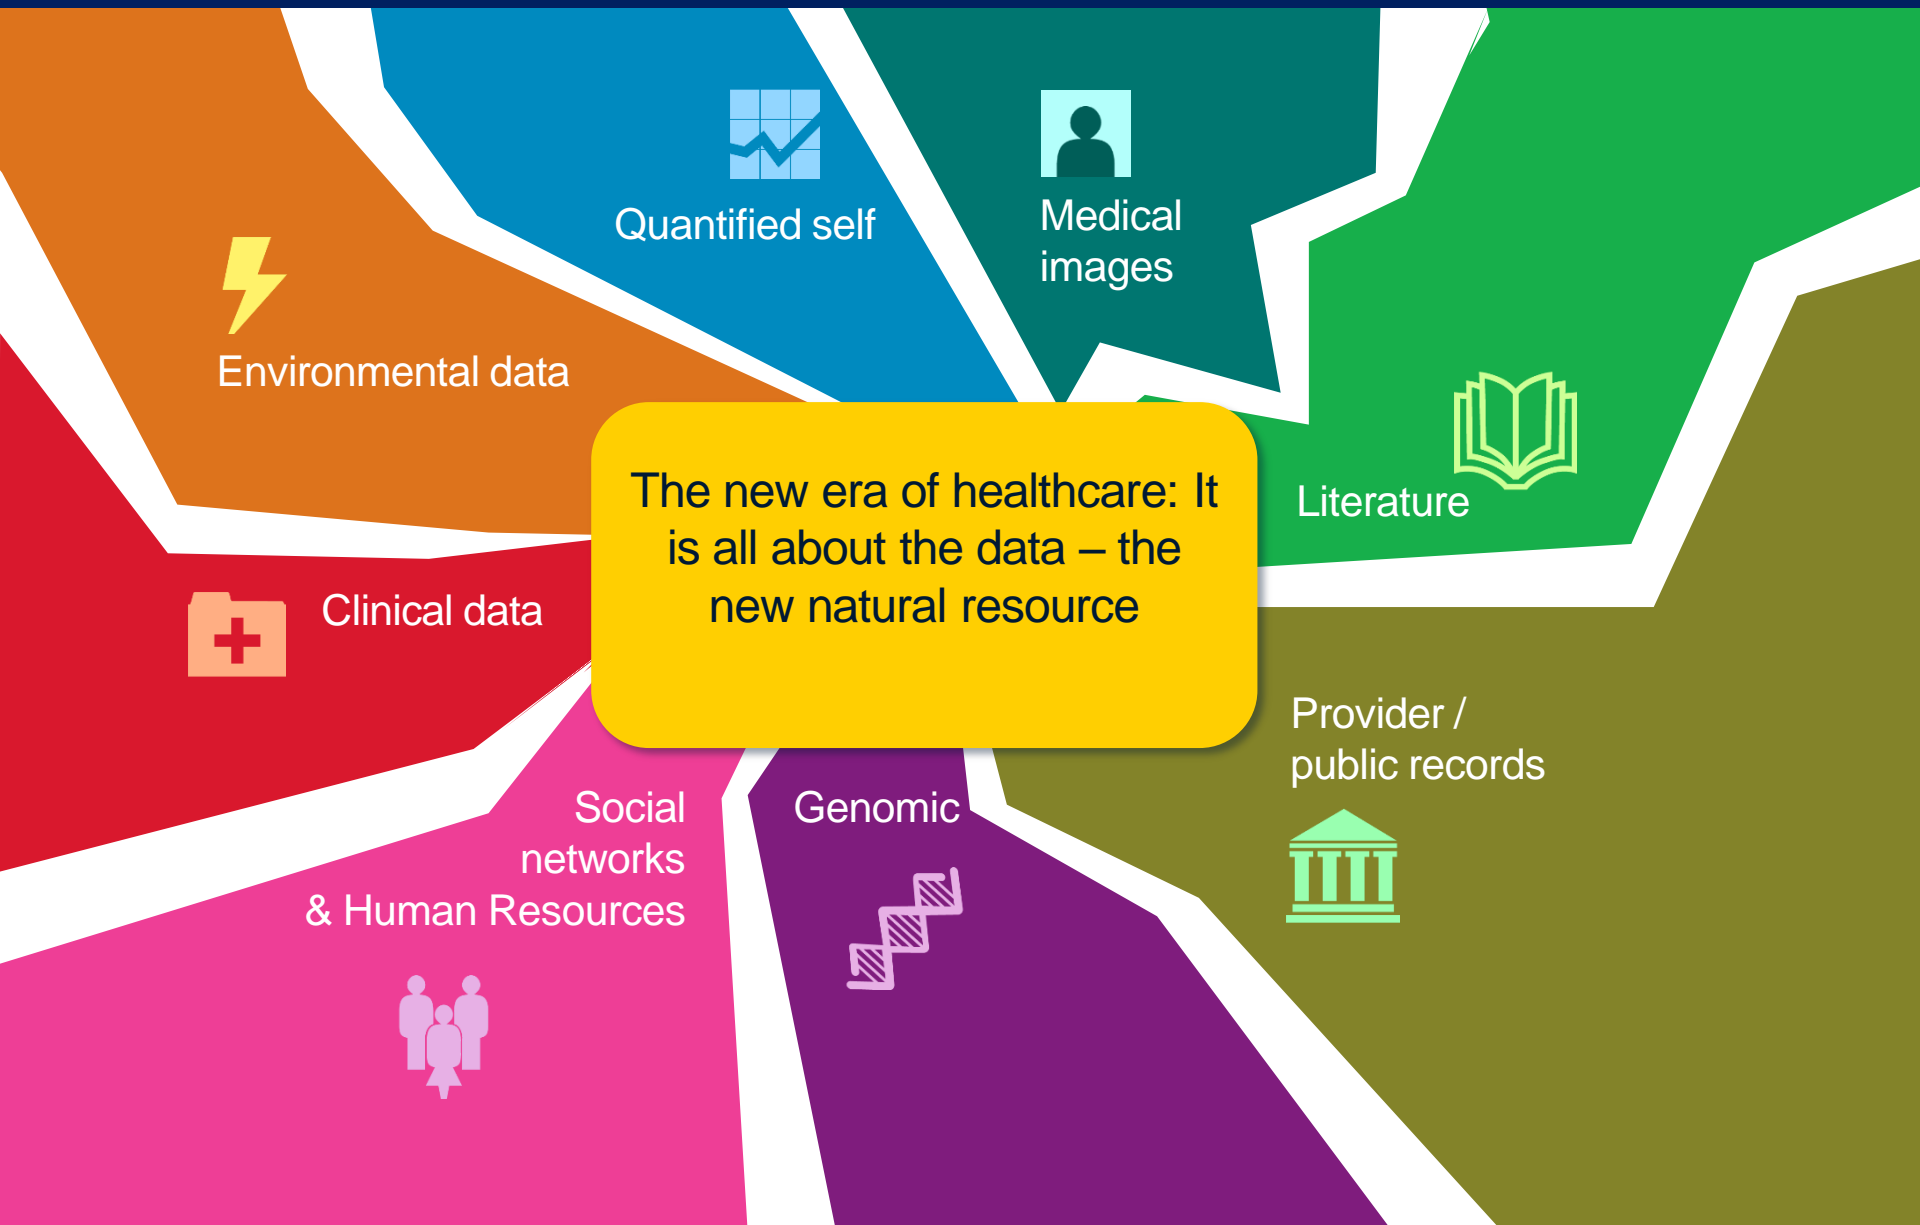 Quantified self
Medical
images
Environmental data
The new era of healthcare: It
is all about the data – the
new natural resource
Literature
Clinical data
Provider /
public records
Social
networks
& Human Resources
Genomic